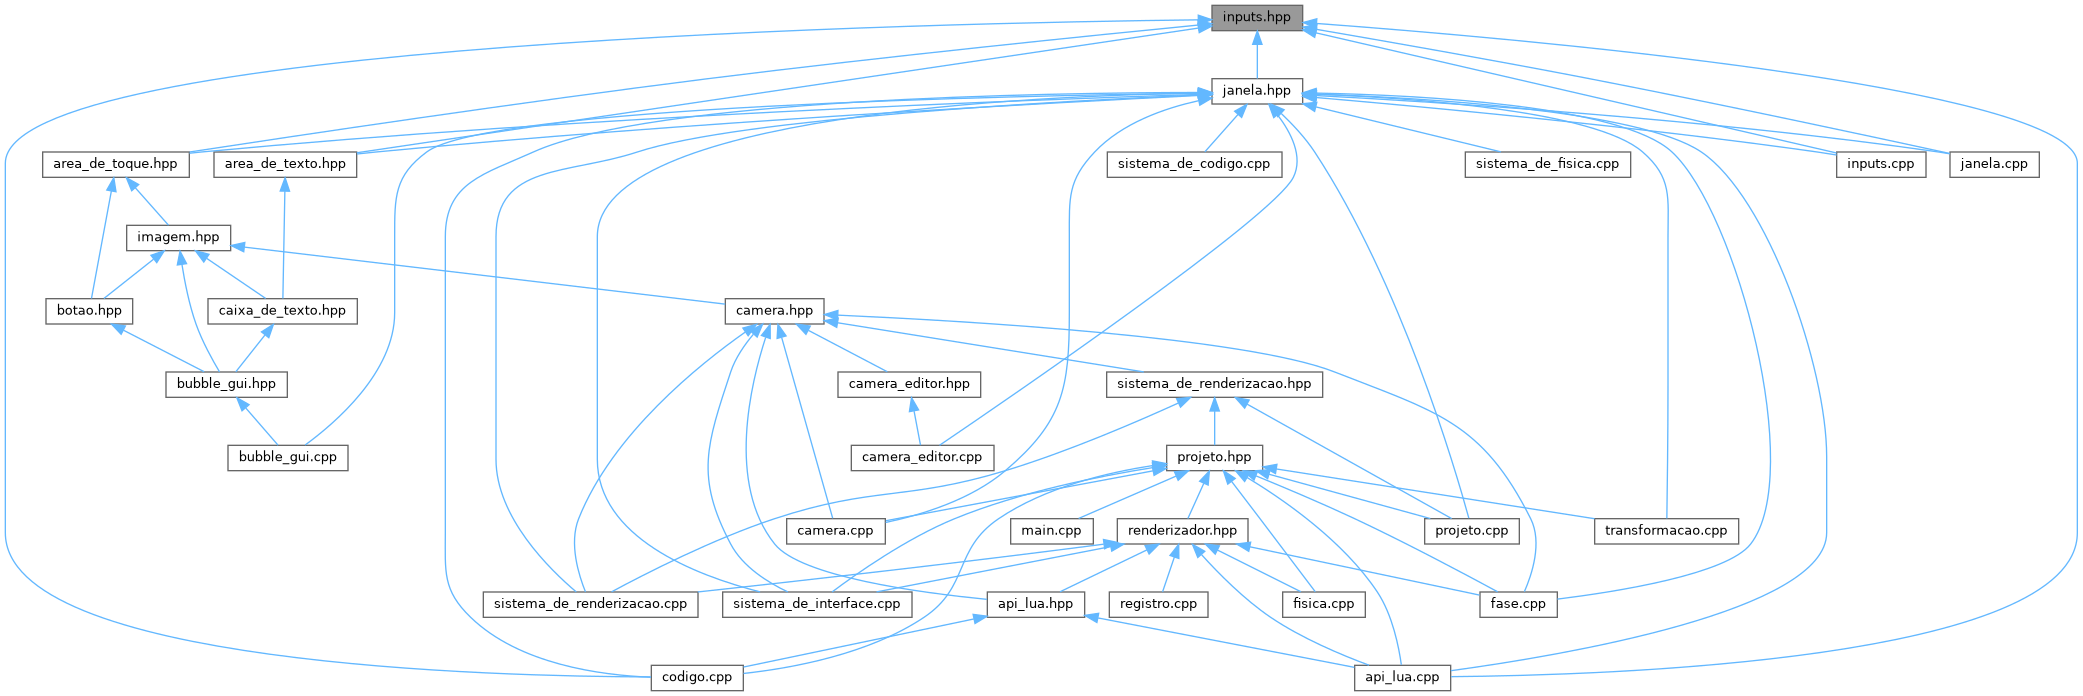 inputs.hpp
janela.hpp
area_de_toque.hpp
area_de_texto.hpp
sistema_de_codigo.cpp
sistema_de_fisica.cpp
inputs.cpp
janela.cpp
imagem.hpp
botao.hpp
caixa_de_texto.hpp
camera.hpp
bubble_gui.hpp
camera_editor.hpp
sistema_de_renderizacao.hpp
bubble_gui.cpp
camera_editor.cpp
projeto.hpp
camera.cpp
main.cpp
renderizador.hpp
projeto.cpp
transformacao.cpp
sistema_de_renderizacao.cpp
sistema_de_interface.cpp
api_lua.hpp
registro.cpp
fisica.cpp
fase.cpp
codigo.cpp
api_lua.cpp